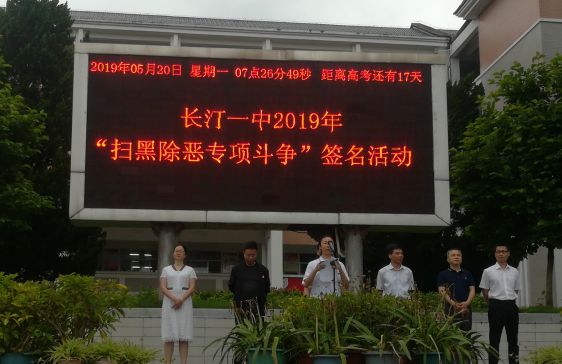 2019年05月20日 星期一 07点26分49秒 距离高考还有17天
长汀一中2019年
“扫黑除恶专项斗争”签名活动